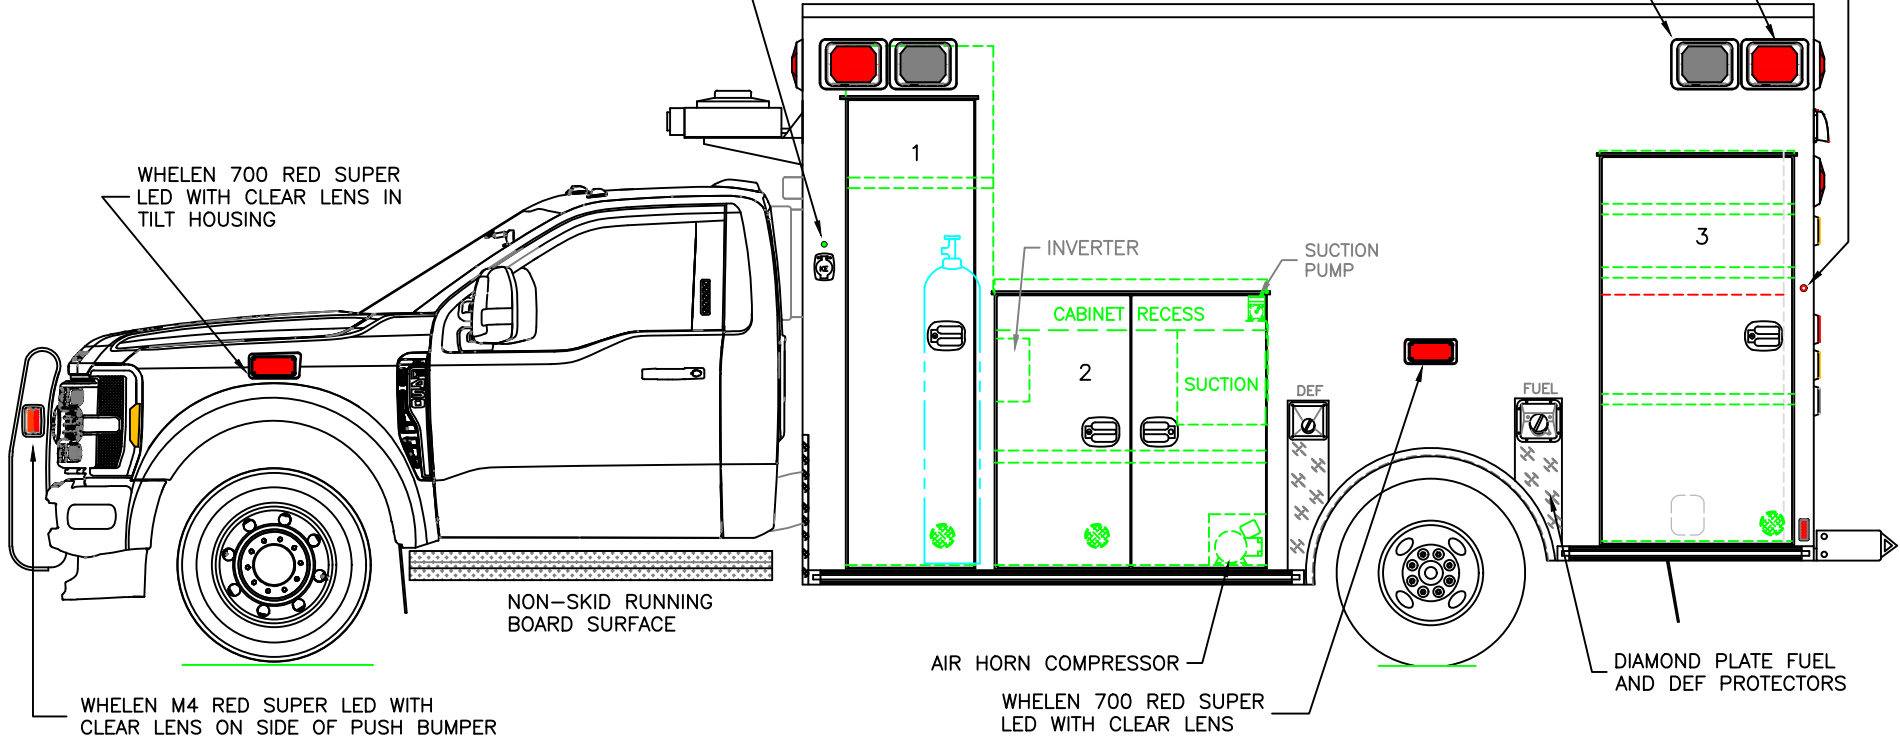 1
WHELEN 700 RED SUPER
LED WITH CLEAR LENS IN
TILT HOUSING
3
INVERTER
SUCTION
PUMP
KE
CABINET RECESS
2
SUCTION
DEF
FUEL
NON-SKID RUNNING
BOARD SURFACE
AIR HORN COMPRESSOR
DIAMOND PLATE FUEL
AND DEF PROTECTORS
WHELEN M4 RED SUPER LED WITH
CLEAR LENS ON SIDE OF PUSH BUMPER
WHELEN 700 RED SUPER
LED WITH CLEAR LENS